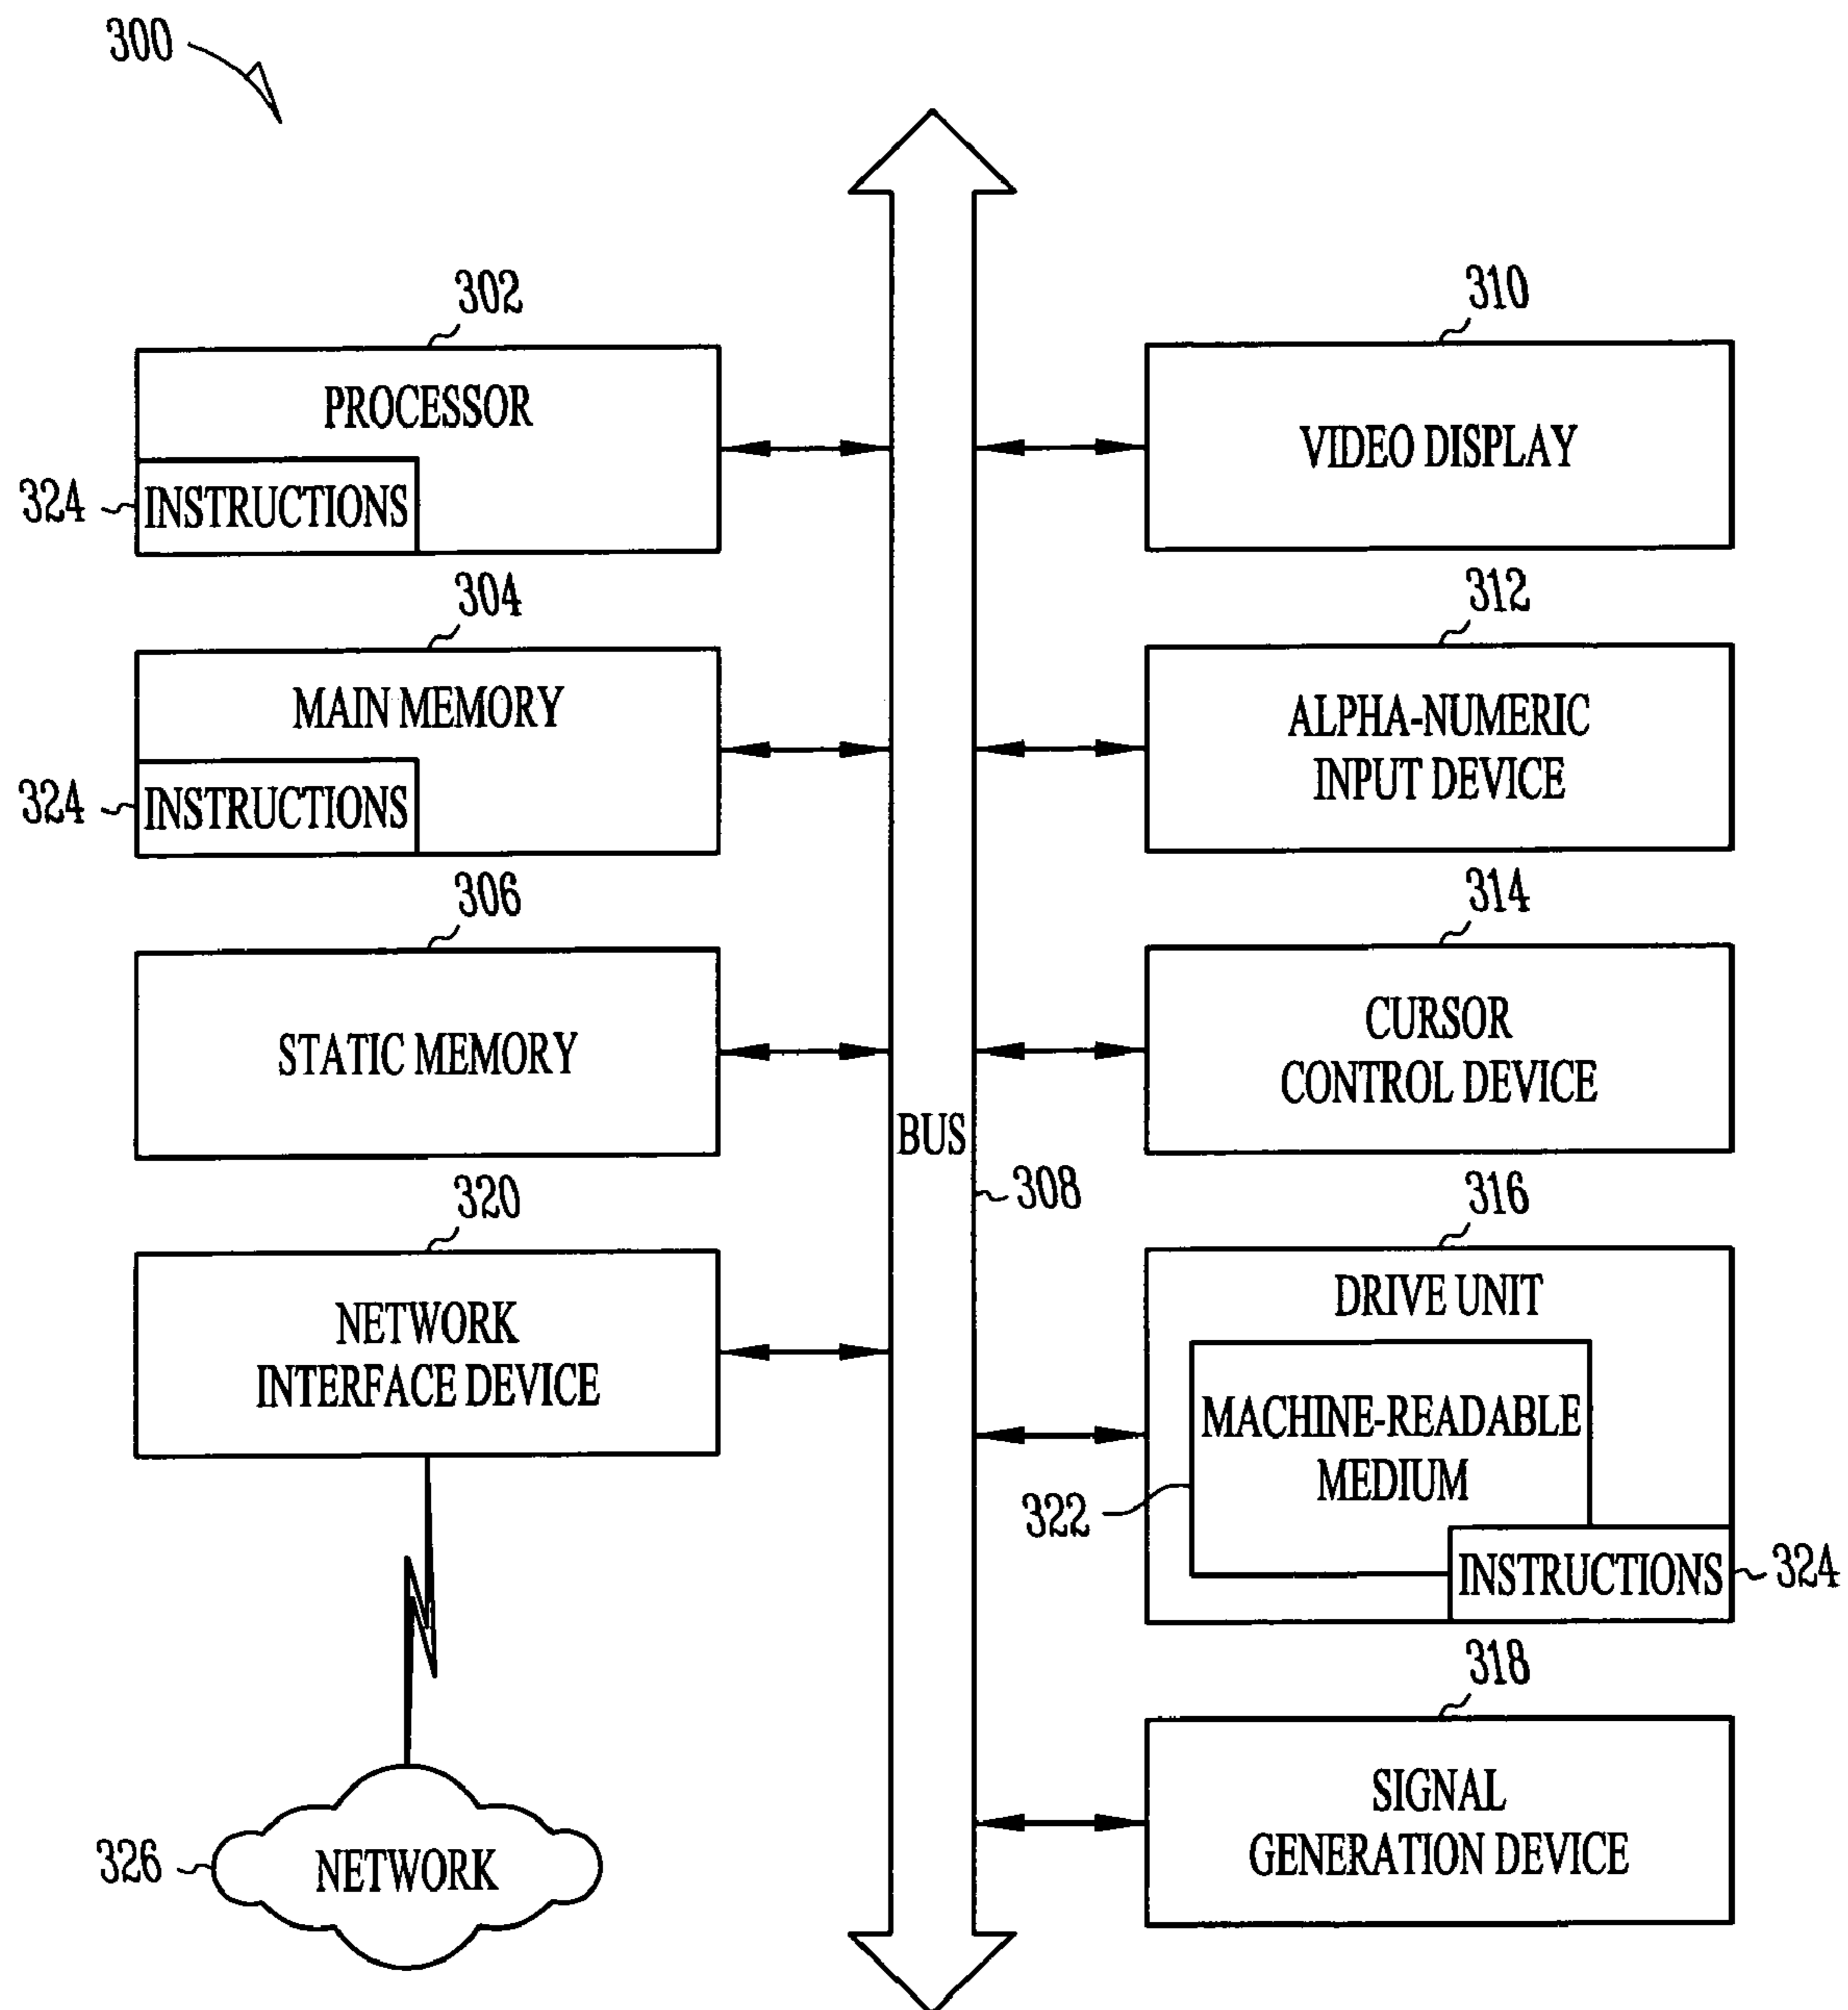 300
302
PROCESSOR
324 INSTRUCTIONS
304
MAIN MEMORY
324 INSTRUCTIONS
306
STATIC MEMORY
320
NETWORK
INTERFACE DEVICE
326 NETWORK
BUS
308
310
VIDEO DISPLAY
312
ALPHA-NUMERIC
INPUT DEVICE
314
CURSOR
CONTROL DEVICE
316
DRIVE UNIT
MACHINE-READABLE
MEDIUM
322
INSTRUCTIONS 324
318
SIGNAL
GENERATION DEVICE